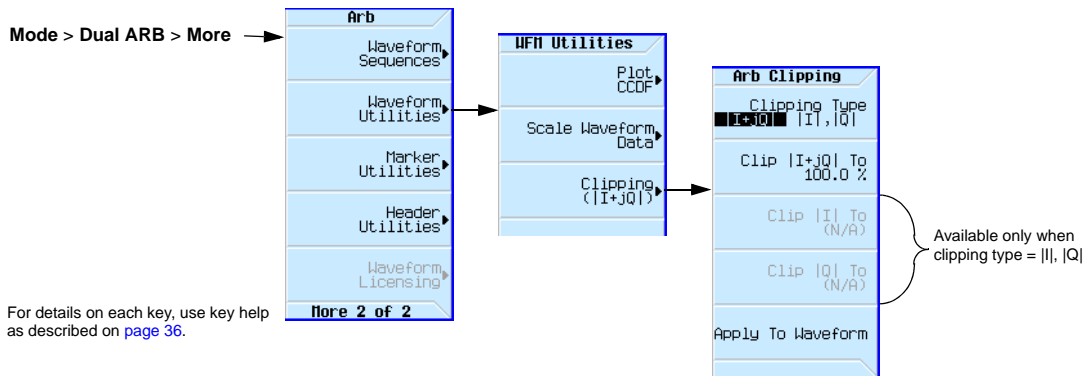 Mode > Dual ARB > More
Arb
Waveform
Sequences
Waveform
Utilities
Marker
Utilities
Header
Utilities
Waveform
Licensing
More 2 of 2
For details on each key, use key help
as described on page 36.
WFM Utilities
Plot
CCDF
Scale Waveform
Data
Clipping
(|I+jQ|)
Arb Clipping
Clipping Type
|I+jQ| |I|,|Q|
Clip |I+jQ| To
100.0 %
Clip |I| To
(N/A)
Clip |Q| To
(N/A)
Apply To Waveform
Available only when
clipping type = |I|, |Q|